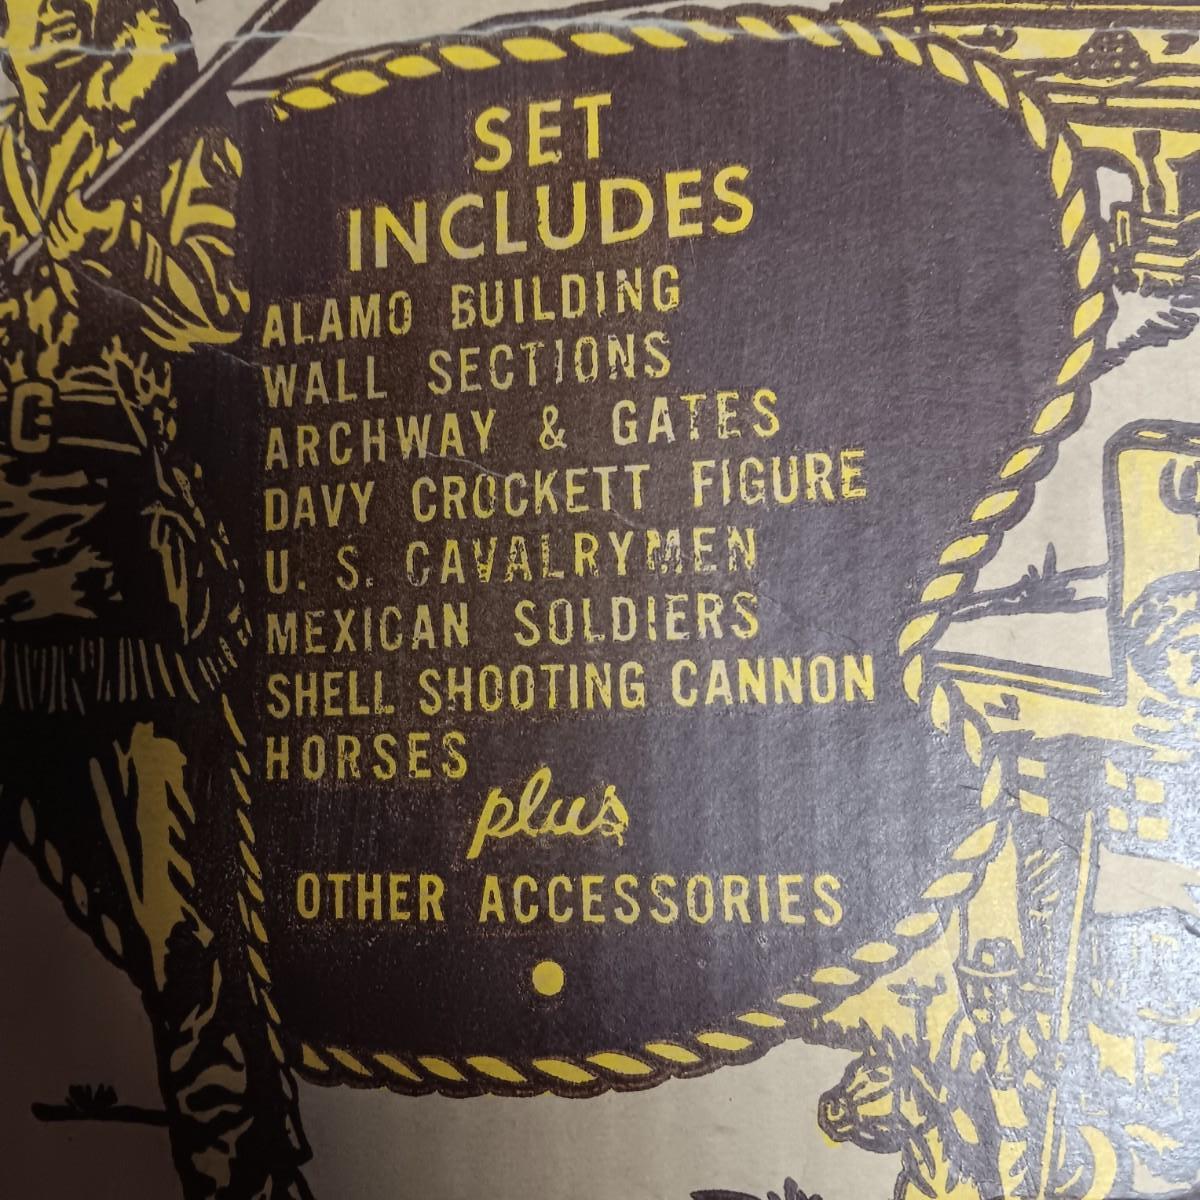 SET
INCLUDES
ALAMO BUILDING
WALL SECTIONS
ARCHWAY & GATES
DAVY CROCKETT FIGURE
U. S. CAVALRYMEN
MEXICAN SOLDIERS
SHELL SHOOTING CANNON
HORSES
plus
OTHER ACCESSORIES